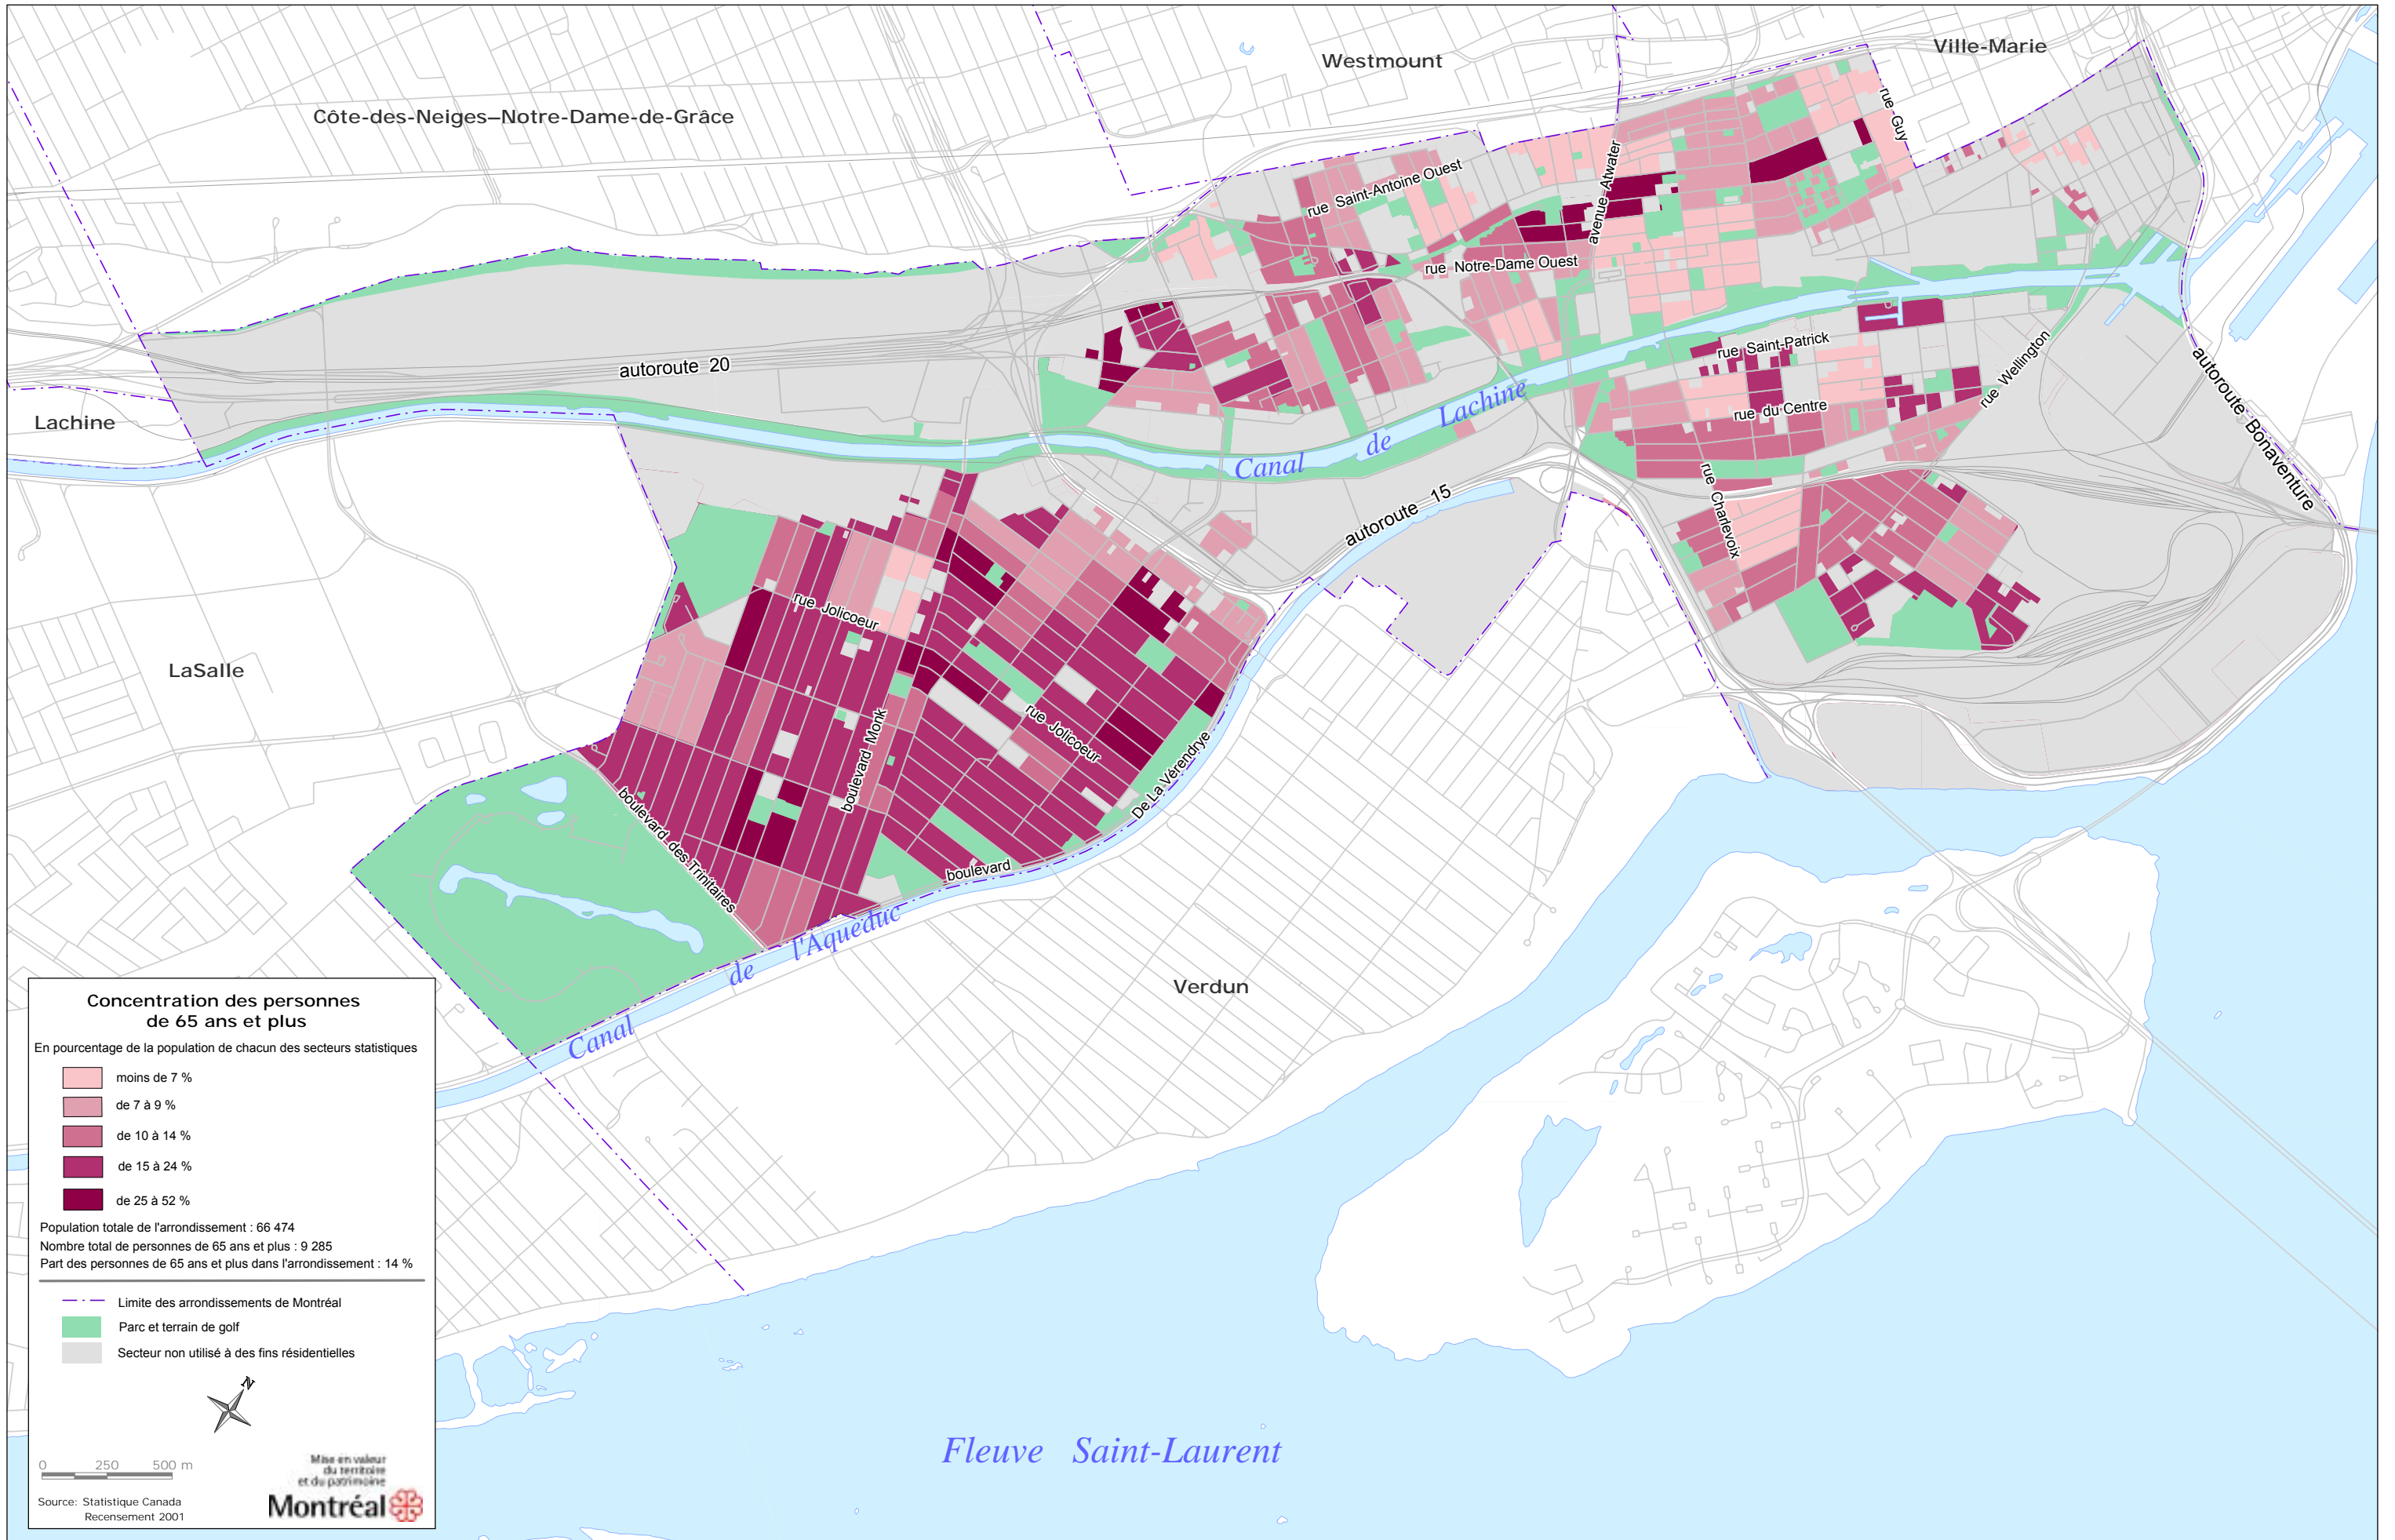 Westmount
Ville-Marie
Côte-des-Neiges–Notre-Dame-de-Grâce
rue Guy
avenue Atwater
rue Saint-Antoine Ouest
rue Notre-Dame Ouest
autoroute 20
rue Saint-Patrick
rue Wellington
autoroute Bonaventure
Lachine
Canal de Lachine
rue du Centre
rue Charlevoix
autoroute 15
rue Jolicoeur
LaSalle
boulevard Monk
rue Jolicoeur
boulevard De La Vérendrye
boulevard des Trinitaires
Canal de l'Aqueduc
Verdun
Concentration des personnes
de 65 ans et plus
En pourcentage de la population de chacun des secteurs statistiques
moins de 7 %
de 7 à 9 %
de 10 à 14 %
de 15 à 24 %
de 25 à 52 %
Population totale de l'arrondissement : 66 474
Nombre total de personnes de 65 ans et plus : 9 285
Part des personnes de 65 ans et plus dans l'arrondissement : 14 %
Limite des arrondissements de Montréal
Parc et terrain de golf
Secteur non utilisé à des fins résidentielles
N
0 250 500 m
Mise en valeur
du territoire
et du patrimoine
Montréal
Source: Statistique Canada
Recensement 2001
Fleuve Saint-Laurent